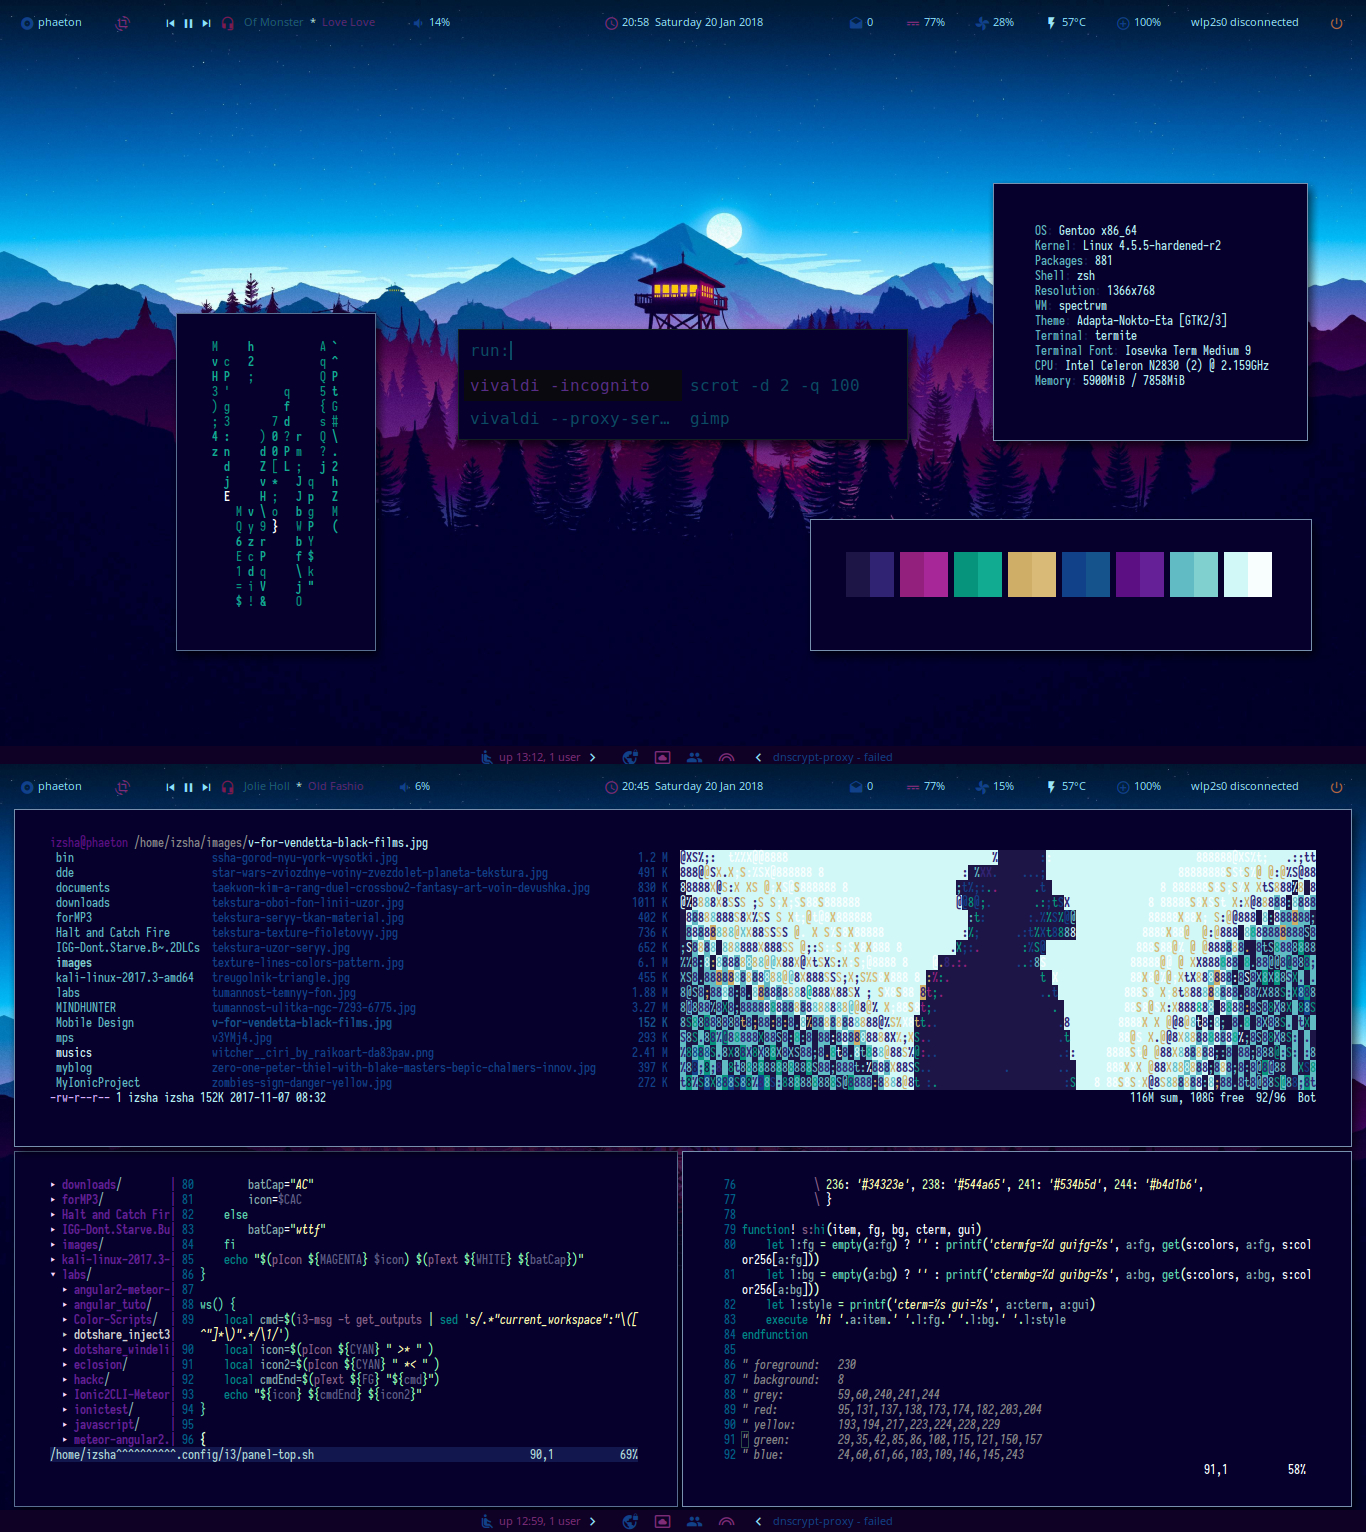 phaeton Of Monster * Love Love 14% 20:58 Saturday 20 Jan 2018 0 77% 28% 57°C 100% wlp2s0 disconnected
OS: Gentoo x86_64
Kernel: Linux 4.5.5-hardened-r2
Packages: 881
Shell: zsh
Resolution: 1366x768
WM: spectrwm
Theme: Adapta-Nokto-Eta [GTK2/3]
Terminal: termite
Terminal Font: Iosevka Term Medium 9
CPU: Intel Celeron N2830 (2) @ 2.159GHz
Memory: 5900MiB / 7858MiB
run:
vivaldi -incognito scrot -d 2 -q 100
vivaldi --proxy-ser… gimp
up 13:12, 1 user dnscrypt-proxy - failed
phaeton Jolie Holl * Old Fashio 6% 20:45 Saturday 20 Jan 2018 0 77% 15% 57°C 100% wlp2s0 disconnected
izsha@phaeton /home/izsha/images/v-for-vendetta-black-films.jpg
bin ssha-gorod-nyu-york-vysotki.jpg 1.2 M
dde star-wars-zviozdnye-voiny-zvezdolet-planeta-tekstura.jpg 491 K
documents taekwon-kim-a-rang-duel-crossbow2-fantasy-art-voin-devushka.jpg 830 K
downloads tekstura-oboi-fon-linii-uzor.jpg 1011 K
forMP3 tekstura-seryy-tkan-material.jpg 402 K
Halt and Catch Fire tekstura-texture-fioletovyy.jpg 736 K
IGG-Dont.Starve.B~.2DLCs tekstura-uzor-seryy.jpg 652 K
images texture-lines-colors-pattern.jpg 6.1 M
kali-linux-2017.3-amd64 treugolnik-triangle.jpg 455 K
labs tumannost-temnyy-fon.jpg 1.88 M
MINDHUNTER tumannost-ulitka-ngc-7293-6775.jpg 3.27 M
Mobile Design v-for-vendetta-black-films.jpg 152 K
mps v3YMj4.jpg 293 K
musics witcher__ciri_by_raikoart-da83paw.png 2.41 M
myblog zero-one-peter-thiel-with-blake-masters-bepic-chalmers-innov.jpg 397 K
MyIonicProject zombies-sign-danger-yellow.jpg 272 K
-rw-r--r-- 1 izsha izsha 152K 2017-11-07 08:32 116M sum, 108G free 92/96 Bot
▸ downloads/ | 80 batCap="AC"
▸ forMP3/ | 81 icon=$CAC
▸ Halt and Catch Fir| 82 else
▸ IGG-Dont.Starve.Bu| 83 batCap="wttf"
▸ images/ | 84 fi
▸ kali-linux-2017.3-| 85 echo "$(pIcon ${MAGENTA} $icon) $(pText ${WHITE} ${batCap})"
▾ labs/ | 86 }
▸ angular2-meteor-| 87
▸ angular_tuto/ | 88 ws() {
▸ Color-Scripts/ | 89 local cmd=$(i3-msg -t get_outputs | sed 's/.*"current_workspace":"\([
▸ dotshare_inject3| ^"]*\)".*/\1/')
▸ dotshare_windeli| 90 local icon=$(pIcon ${CYAN} " >" )
▸ eclosion/ | 91 local icon2=$(pIcon ${CYAN} " <" )
▸ hackc/ | 92 local cmdEnd=$(pText ${FG} "${cmd}")
▸ Ionic2CLI-Meteor| 93 echo "${icon} ${cmdEnd} ${icon2}"
▸ ionictest/ | 94 }
▸ javascript/ | 95
▸ meteor-angular2.| 96 {
/home/izsha^^^^^^^^^^.config/i3/panel-top.sh 90,1 69%
76 \ 236: '#34323e', 238: '#544a65', 241: '#534b5d', 244: '#b4d1b6',
77 \ }
78
79 function! s:hi(item, fg, bg, cterm, gui)
80 let l:fg = empty(a:fg) ? '' : printf('ctermfg=%d guifg=%s', a:fg, get(s:colors, a:fg, s:col
or256[a:fg]))
81 let l:bg = empty(a:bg) ? '' : printf('ctermbg=%d guibg=%s', a:bg, get(s:colors, a:bg, s:col
or256[a:bg]))
82 let l:style = printf('cterm=%s gui=%s', a:cterm, a:gui)
83 execute 'hi '.a:item.' '.l:fg.' '.l:bg.' '.l:style
84 endfunction
85
86 " foreground: 230
87 " background: 8
88 " grey: 59,60,240,241,244
89 " red: 95,131,137,138,173,174,182,203,204
90 " yellow: 193,194,217,223,224,228,229
91 " green: 29,35,42,85,86,108,115,121,150,157
92 " blue: 24,60,61,66,103,109,146,145,243
91,1 58%
up 12:59, 1 user dnscrypt-proxy - failed